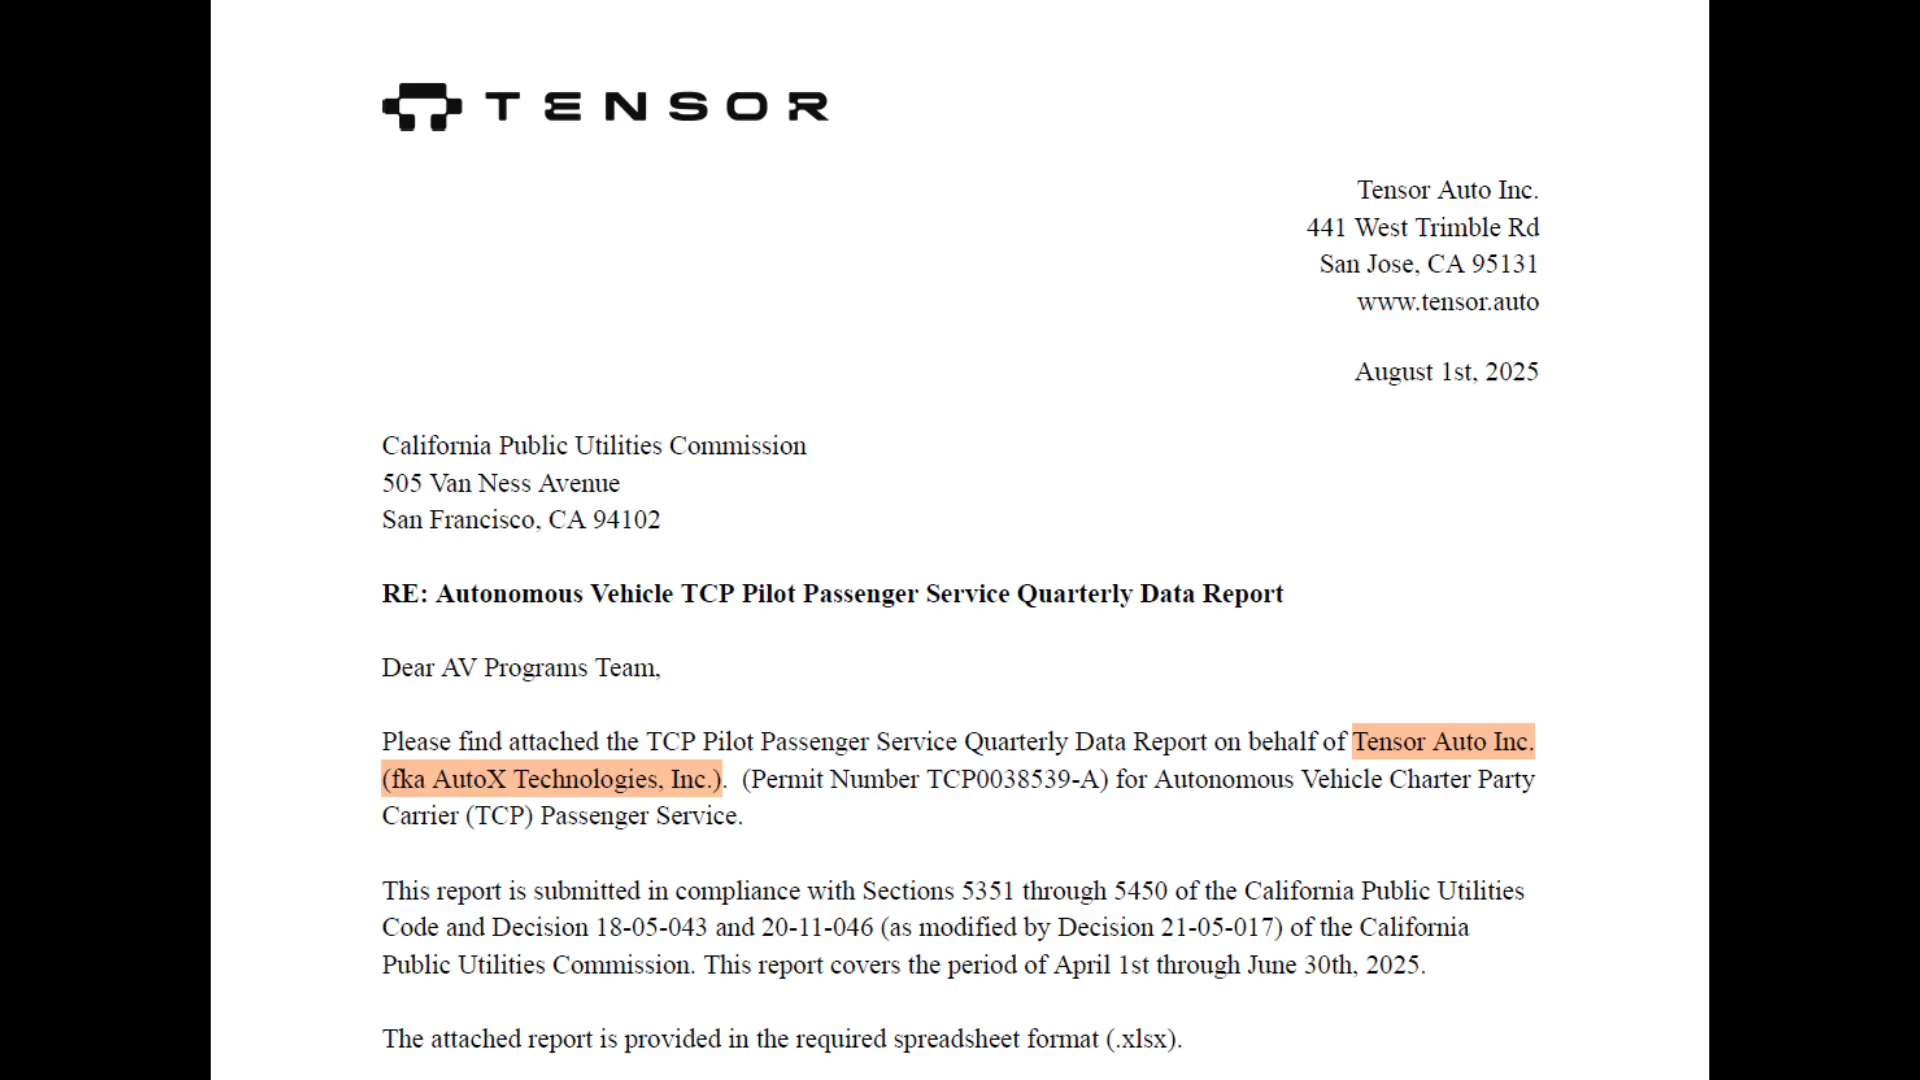 TENSOR
Tensor Auto Inc.
441 West Trimble Rd
San Jose, CA 95131
www.tensor.auto
August 1st, 2025
California Public Utilities Commission
505 Van Ness Avenue
San Francisco, CA 94102
RE: Autonomous Vehicle TCP Pilot Passenger Service Quarterly Data Report
Dear AV Programs Team,
Please find attached the TCP Pilot Passenger Service Quarterly Data Report on behalf of Tensor Auto Inc.
(fka AutoX Technologies, Inc.).  (Permit Number TCP0038539-A) for Autonomous Vehicle Charter Party
Carrier (TCP) Passenger Service.
This report is submitted in compliance with Sections 5351 through 5450 of the California Public Utilities
Code and Decision 18-05-043 and 20-11-046 (as modified by Decision 21-05-017) of the California
Public Utilities Commission. This report covers the period of April 1st through June 30th, 2025.
The attached report is provided in the required spreadsheet format (.xlsx).